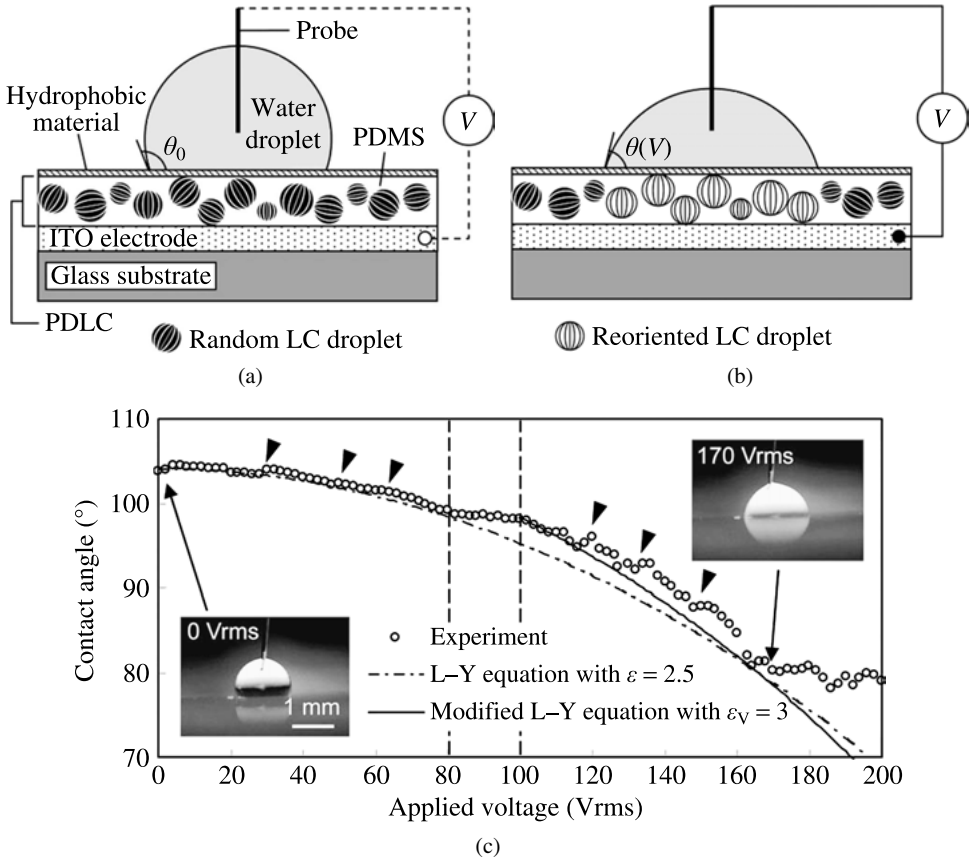 Probe
Hydrophobic
material
Water
droplet
PDMS
θ0
V
ITO electrode
Glass substrate
PDLC
Random LC droplet
(a)
θ(V)
V
Reoriented LC droplet
(b)
110
100
90
80
70
Contact angle (°)
170 Vrms
0 Vrms
1 mm
Experiment
L–Y equation with ε = 2.5
Modified L–Y equation with εV = 3
0 20 40 60 80 100 120 140 160 180 200
Applied voltage (Vrms)
(c)